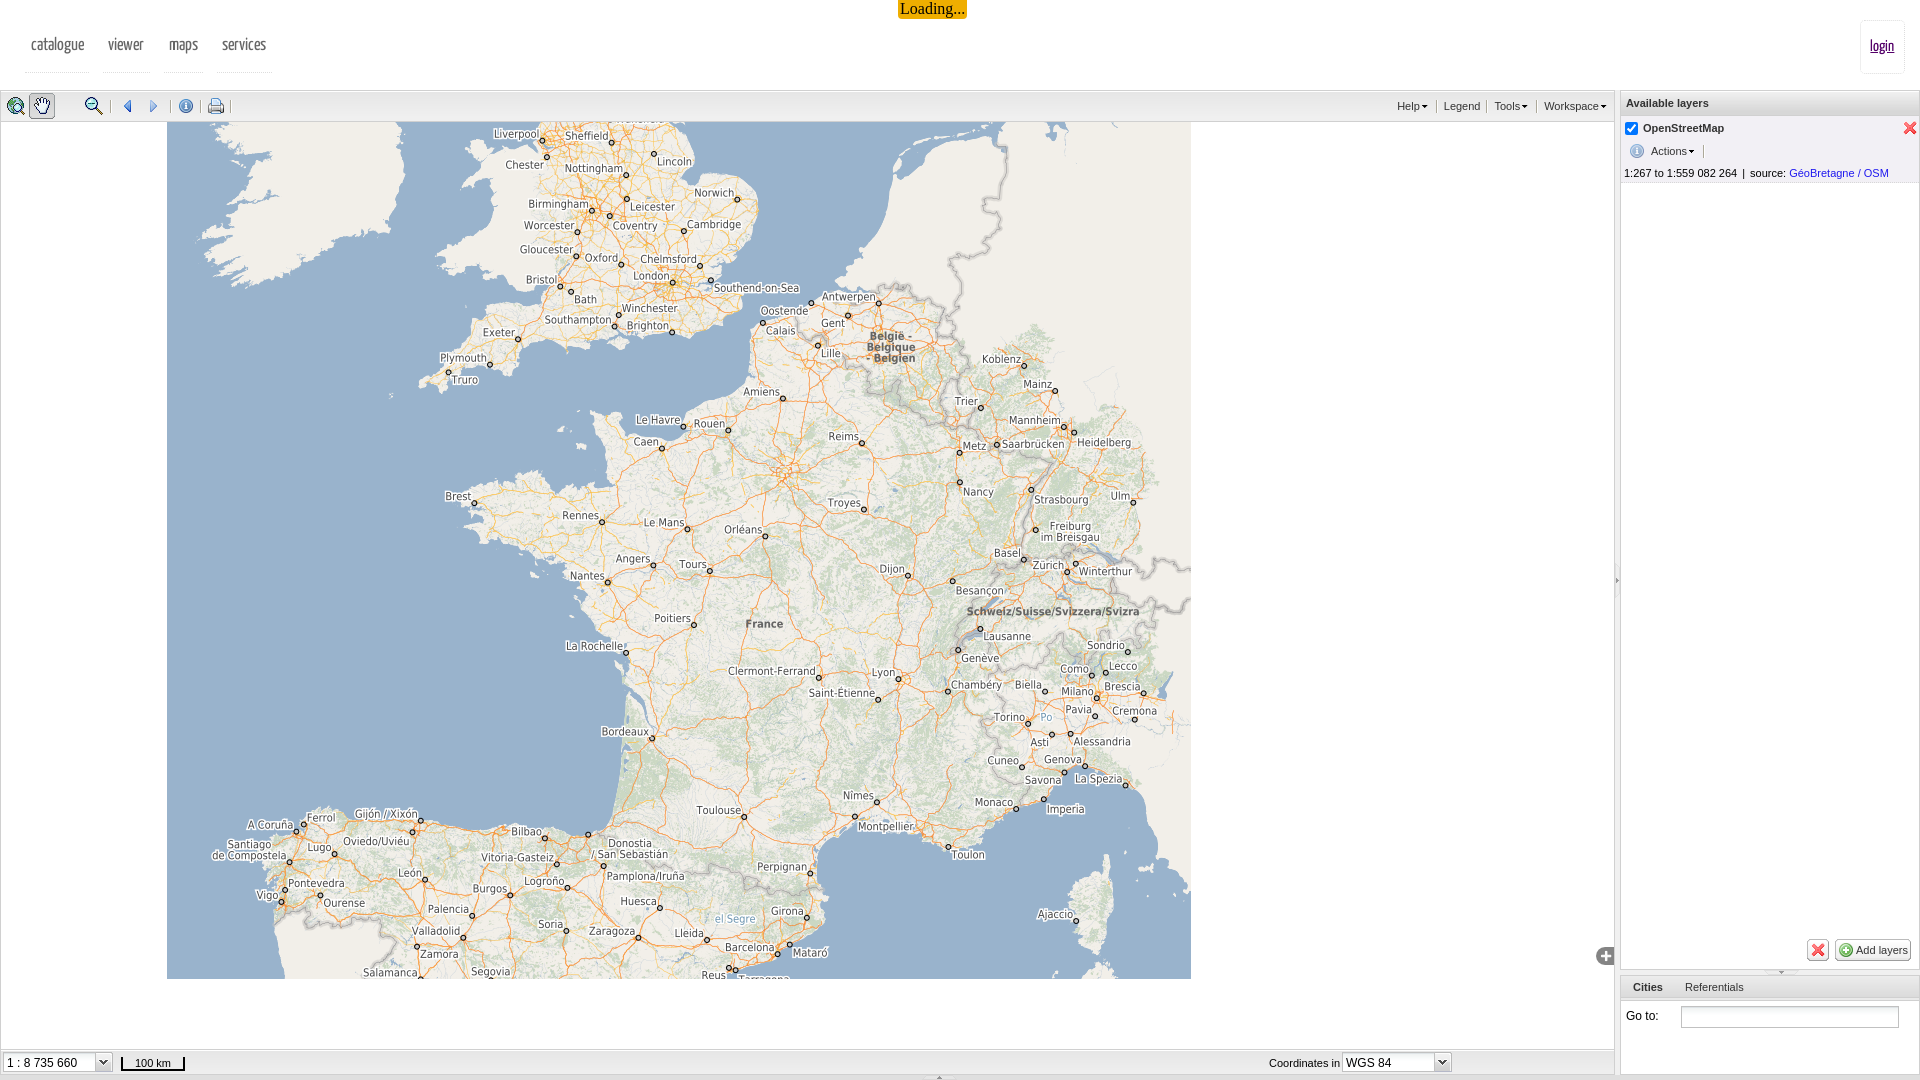 Loading...
catalogue
viewer
maps
services
login
Help
Legend
Tools
Workspace
Available layers
OpenStreetMap
Actions
1:267 to 1:559 082 264 | source: GéoBretagne / OSM
Liverpool
Sheffield
Chester
Lincoln
Nottingham
Norwich
Birmingham
Leicester
Worcester
Coventry
Cambridge
Gloucester
Oxford
Chelmsford
London
Bristol
Southend-on-Sea
Bath
Winchester
Antwerpen
Oostende
Southampton
Brighton
Gent
Calais
Exeter
België -
Belgique
- Belgien
Lille
Plymouth
Truro
Koblenz
Mainz
Amiens
Trier
Le Havre
Rouen
Mannheim
Caen
Reims
Metz
Saarbrücken
Heidelberg
Brest
Nancy
Strasbourg
Ulm
Troyes
Rennes
Le Mans
Orléans
Freiburg
im Breisgau
Basel
Angers
Tours
Dijon
Zürich
Winterthur
Nantes
Besançon
Schweiz/Suisse/Svizzera/Svizra
Poitiers
France
Lausanne
La Rochelle
Sondrio
Genève
Clermont-Ferrand
Lyon
Como
Lecco
Saint-Étienne
Chambéry
Biella
Milano
Brescia
Torino
Po
Pavia
Cremona
Bordeaux
Asti
Alessandria
Cuneo
Genova
Savona
La Spezia
Nîmes
Monaco
Imperia
Toulouse
Montpellier
A Coruña
Ferrol
Gijón / Xixón
Bilbao
Santiago
de Compostela
Lugo
Oviedo/Uviéu
Donostia
/ San Sebastián
Toulon
Vitoria-Gasteiz
Perpignan
León
Logroño
Pamplona/Iruña
Pontevedra
Vigo
Ourense
Burgos
Huesca
Palencia
el Segre
Girona
Ajaccio
Valladolid
Soria
Zaragoza
Lleida
Zamora
Barcelona
Mataró
Salamanca
Segovia
Reus
Tarragona
Add layers
Cities
Referentials
Go to:
1 : 8 735 660
100 km
Coordinates in
WGS 84